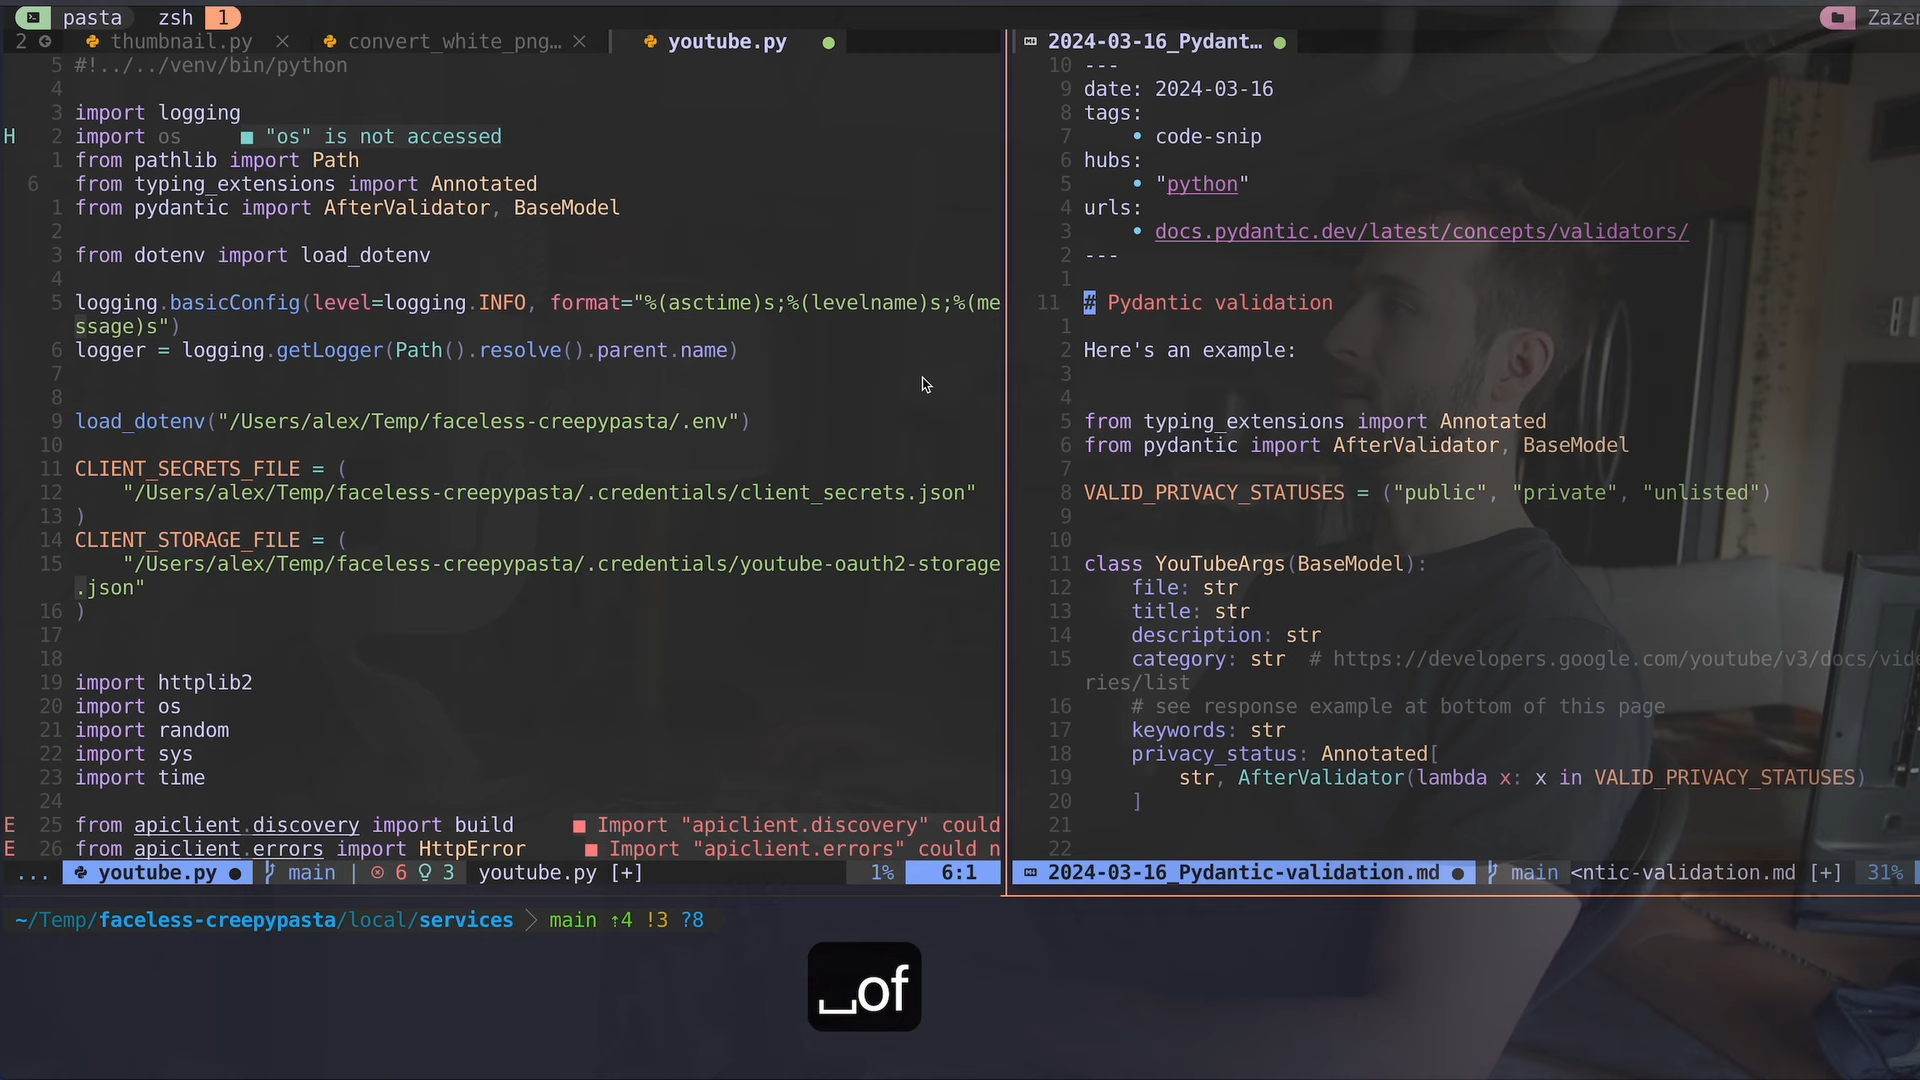 pasta zsh 1 Zazen
2 thumbnail.py × convert_white_png… × youtube.py
5 #!../../venv/bin/python
4
3 import logging
H 2 import os ■ "os" is not accessed
1 from pathlib import Path
6 from typing_extensions import Annotated
1 from pydantic import AfterValidator, BaseModel
2
3 from dotenv import load_dotenv
4
5 logging.basicConfig(level=logging.INFO, format="%(asctime)s;%(levelname)s;%(me
ssage)s")
6 logger = logging.getLogger(Path().resolve().parent.name)
7
8
9 load_dotenv("/Users/alex/Temp/faceless-creepypasta/.env")
10
11 CLIENT_SECRETS_FILE = (
12 "/Users/alex/Temp/faceless-creepypasta/.credentials/client_secrets.json"
13 )
14 CLIENT_STORAGE_FILE = (
15 "/Users/alex/Temp/faceless-creepypasta/.credentials/youtube-oauth2-storage
.json"
16 )
17
18
19 import httplib2
20 import os
21 import random
22 import sys
23 import time
24
E 25 from apiclient.discovery import build ■ Import "apiclient.discovery" could
E 26 from apiclient.errors import HttpError ■ Import "apiclient.errors" could n
... youtube.py ● main | 6 3 youtube.py [+] 1% 6:1
2024-03-16_Pydant… ●
10 ---
9 date: 2024-03-16
8 tags:
7 • code-snip
6 hubs:
5 • "python"
4 urls:
3 • docs.pydantic.dev/latest/concepts/validators/
2 ---
1
11 # Pydantic validation
1
2 Here's an example:
3
4
5 from typing_extensions import Annotated
6 from pydantic import AfterValidator, BaseModel
7
8 VALID_PRIVACY_STATUSES = ("public", "private", "unlisted")
9
10
11 class YouTubeArgs(BaseModel):
12 file: str
13 title: str
14 description: str
15 category: str # https://developers.google.com/youtube/v3/docs/vide
ries/list
16 # see response example at bottom of this page
17 keywords: str
18 privacy_status: Annotated[
19 str, AfterValidator(lambda x: x in VALID_PRIVACY_STATUSES)
20 ]
21
22
2024-03-16_Pydantic-validation.md ● main <ntic-validation.md [+] 31%
~/Temp/faceless-creepypasta/local/services main ⇡4 !3 ?8
␣of